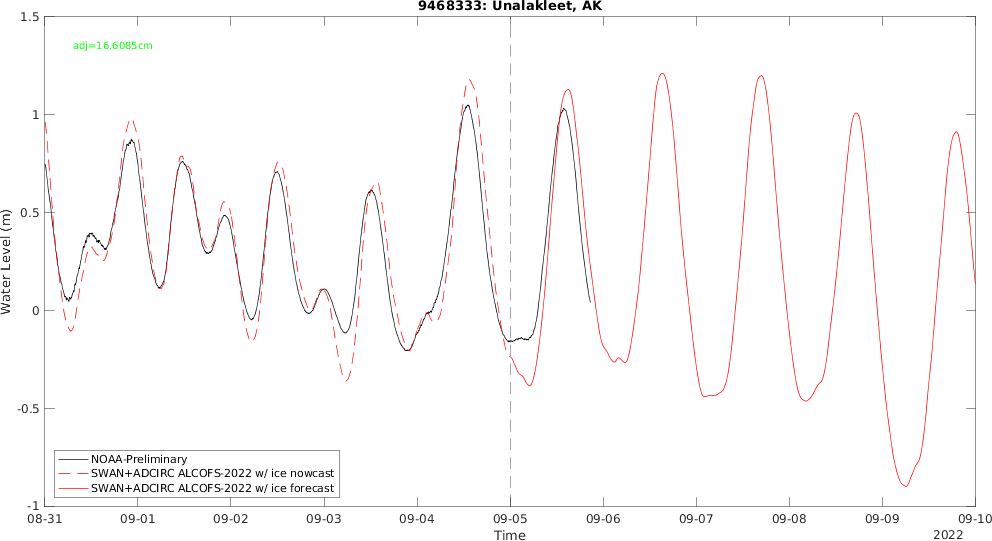 9468333: Unalakleet, AK
adj=16.6085cm
1.5
1
0.5
0
-0.5
-1
Water Level (m)
NOAA-Preliminary
SWAN+ADCIRC ALCOFS-2022 w/ ice nowcast
SWAN+ADCIRC ALCOFS-2022 w/ ice forecast
08-31 09-01 09-02 09-03 09-04 09-05 09-06 09-07 09-08 09-09 09-10
Time
2022